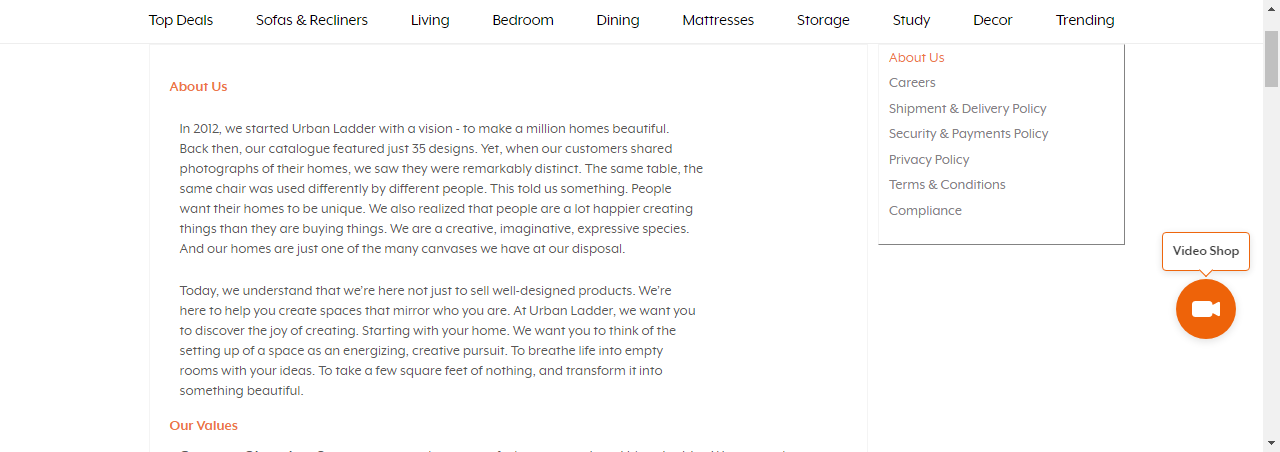 Top Deals Sofas & Recliners Living Bedroom Dining Mattresses Storage Study Decor Trending
About Us
In 2012, we started Urban Ladder with a vision - to make a million homes beautiful.
Back then, our catalogue featured just 35 designs. Yet, when our customers shared
photographs of their homes, we saw they were remarkably distinct. The same table, the
same chair was used differently by different people. This told us something. People
want their homes to be unique. We also realized that people are a lot happier creating
things than they are buying things. We are a creative, imaginative, expressive species.
And our homes are just one of the many canvases we have at our disposal.
Today, we understand that we're here not just to sell well-designed products. We're
here to help you create spaces that mirror who you are. At Urban Ladder, we want you
to discover the joy of creating. Starting with your home. We want you to think of the
setting up of a space as an energizing, creative pursuit. To breathe life into empty
rooms with your ideas. To take a few square feet of nothing, and transform it into
something beautiful.
Our Values
About Us
Careers
Shipment & Delivery Policy
Security & Payments Policy
Privacy Policy
Terms & Conditions
Compliance
Video Shop